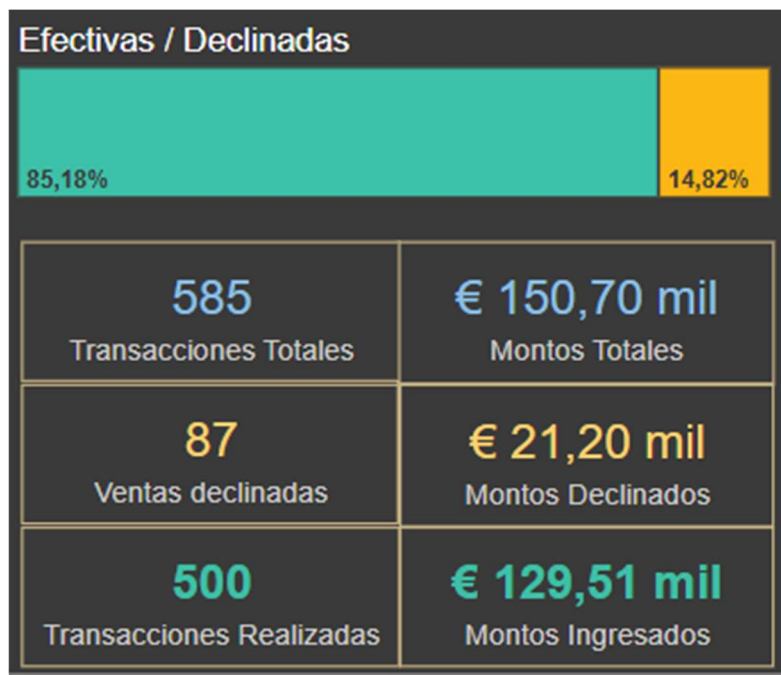 Efectivas / Declinadas
85,18%
14,82%
585
Transacciones Totales
€ 150,70 mil
Montos Totales
87
Ventas declinadas
€ 21,20 mil
Montos Declinados
500
Transacciones Realizadas
€ 129,51 mil
Montos Ingresados